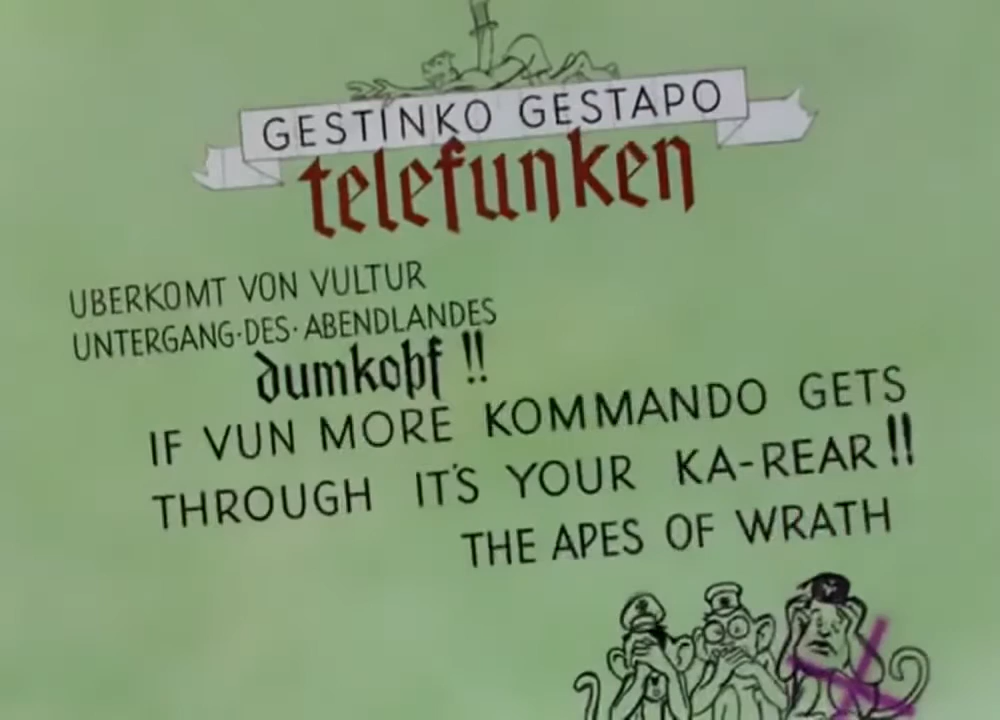 GESTINKO GESTAPO
telefunken
UBERKOMT VON VULTUR
UNTERGANG·DES·ABENDLANDES
dumkopf !!
IF VUN MORE KOMMANDO GETS
THROUGH IT'S YOUR KA-REAR!!
THE APES OF WRATH